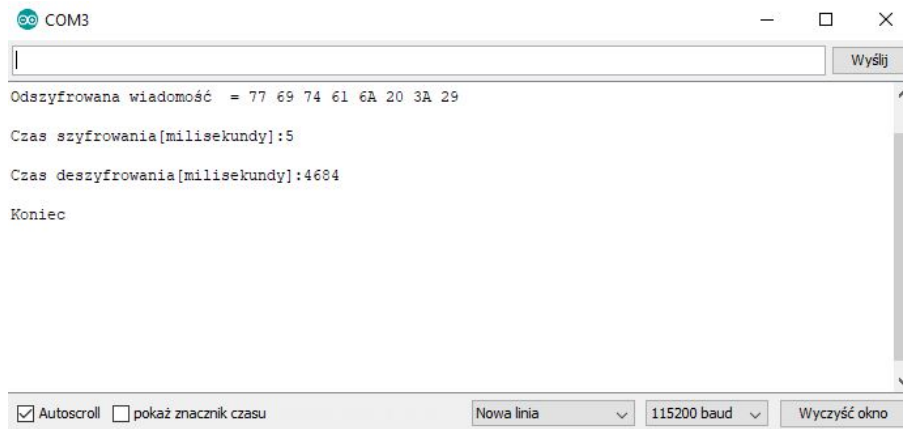 COM3
Wyślij
Odszyfrowana wiadomość = 77 69 74 61 6A 20 3A 29
Czas szyfrowania[milisekundy]:5
Czas deszyfrowania[milisekundy]:4684
Koniec
Autoscroll pokaż znacznik czasu Nowa linia 115200 baud Wyczyść okno